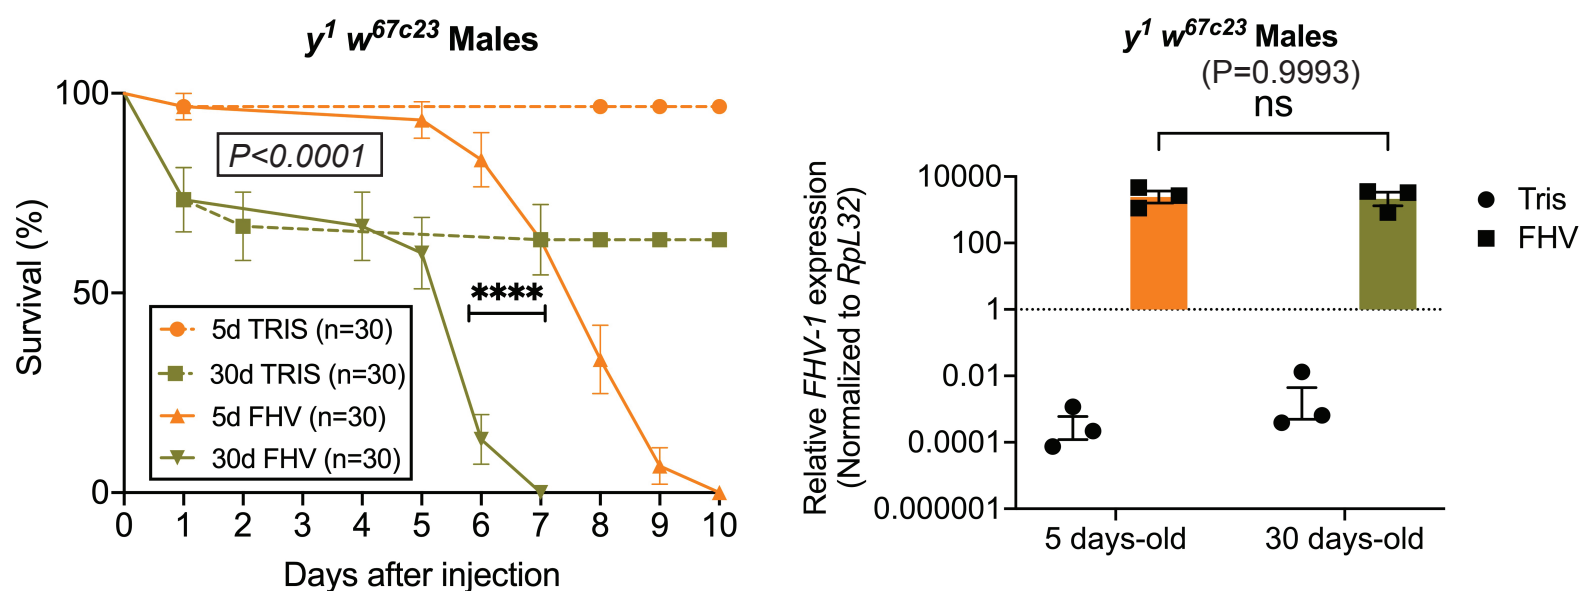 y¹ w⁶⁷ᶜ²³ Males
100
50
0
Survival (%)
P<0.0001
****
5d TRIS (n=30)
30d TRIS (n=30)
5d FHV (n=30)
30d FHV (n=30)
0 1 2 3 4 5 6 7 8 9 10
Days after injection
y¹ w⁶⁷ᶜ²³ Males
(P=0.9993)
ns
Relative FHV-1 expression
(Normalized to RpL32)
10000
100
1
0.01
0.0001
0.000001
5 days-old 30 days-old
Tris
FHV